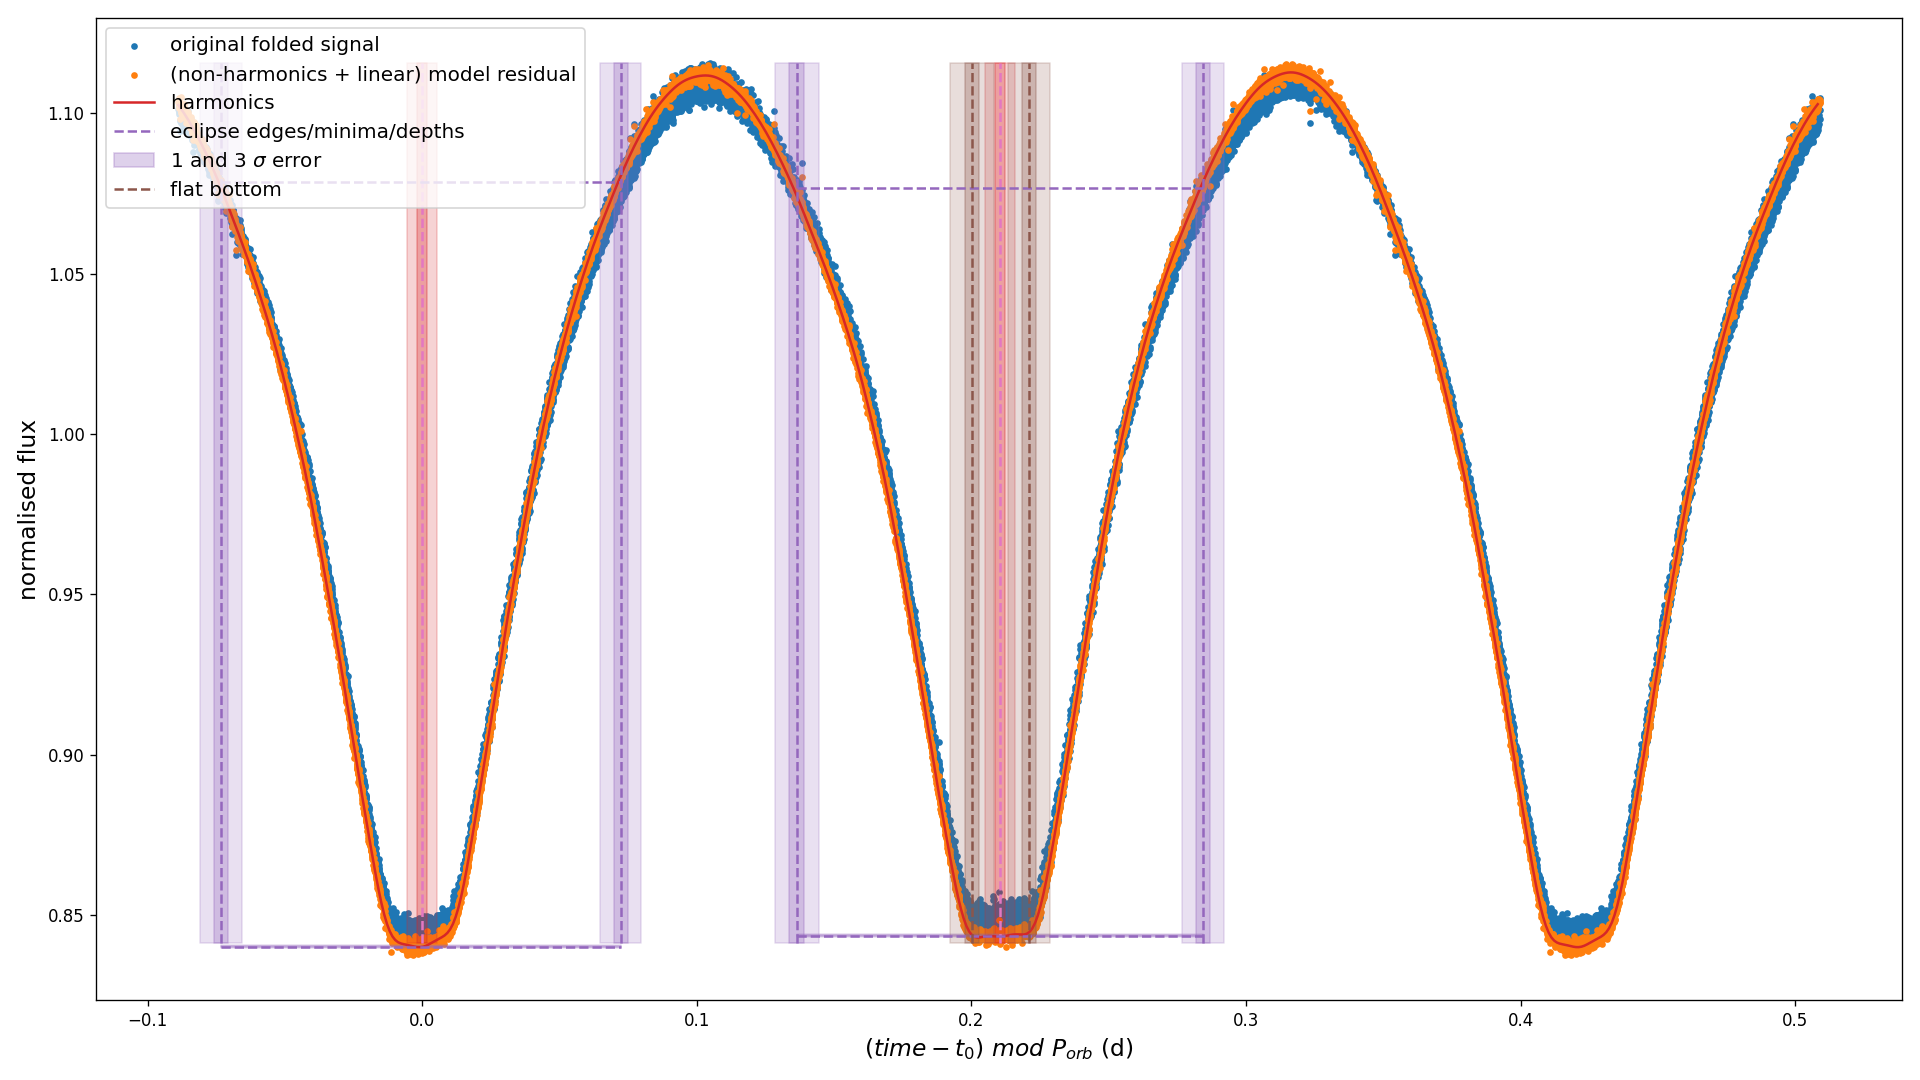 original folded signal
(non-harmonics + linear) model residual
harmonics
eclipse edges/minima/depths
1 and 3 σ error
flat bottom
1.10
1.05
1.00
0.95
0.90
0.85
normalised flux
−0.1 0.0 0.1 0.2 0.3 0.4 0.5
(time − t₀) mod Pₒᵣb (d)